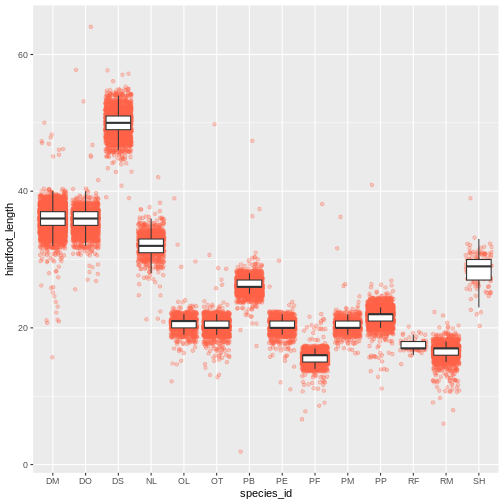 60
40
20
0
hindfoot_length
DM DO DS NL OL OT PB PE PF PM PP RF RM SH
species_id